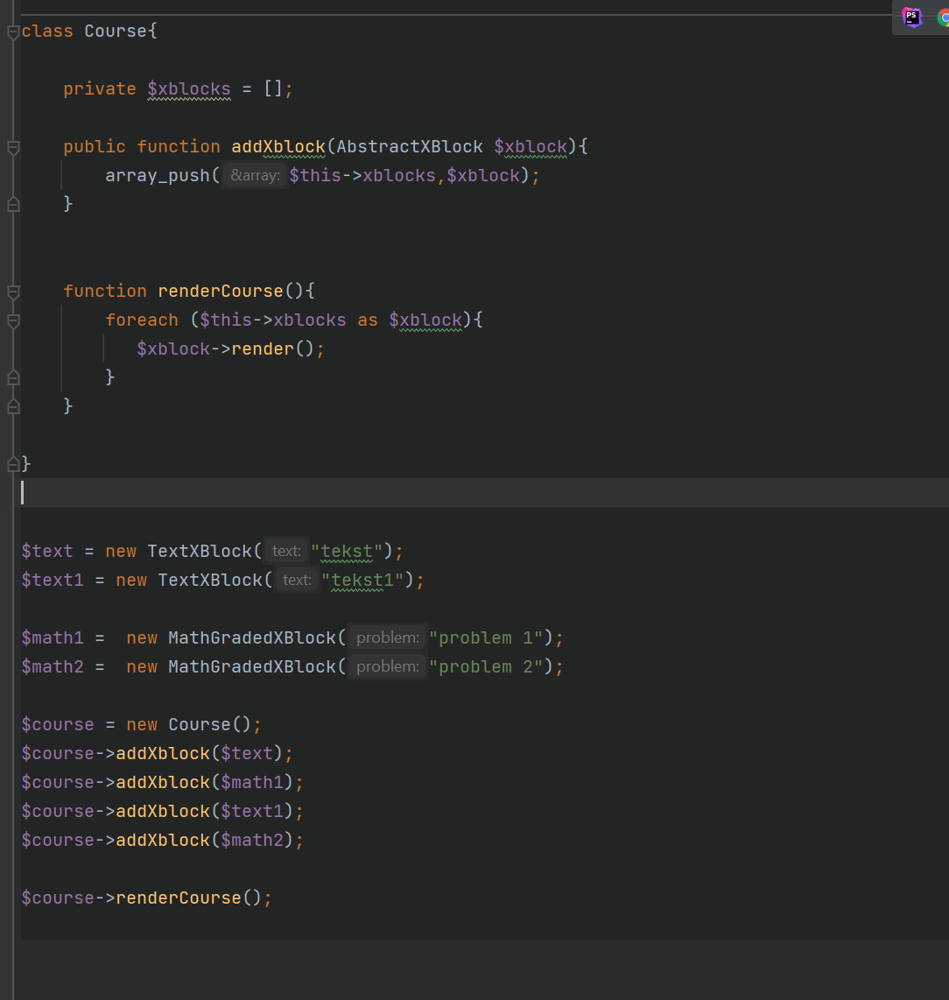 PS
class Course{
    private $xblocks = [];
    public function addXblock(AbstractXBlock $xblock){
        array_push( &array: $this->xblocks,$xblock);
    }
    function renderCourse(){
        foreach ($this->xblocks as $xblock){
           $xblock->render();
        }
    }
}
$text = new TextXBlock( text: "tekst");
$text1 = new TextXBlock( text: "tekst1");
$math1 =  new MathGradedXBlock( problem: "problem 1");
$math2 =  new MathGradedXBlock( problem: "problem 2");
$course = new Course();
$course->addXblock($text);
$course->addXblock($math1);
$course->addXblock($text1);
$course->addXblock($math2);
$course->renderCourse();